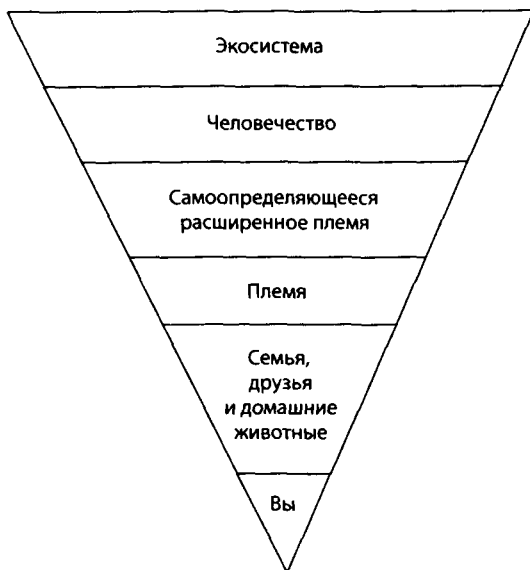 Экосистема
Человечество
Самоопределяющееся
расширенное племя
Племя
Семья,
друзья
и домашние
животные
Вы